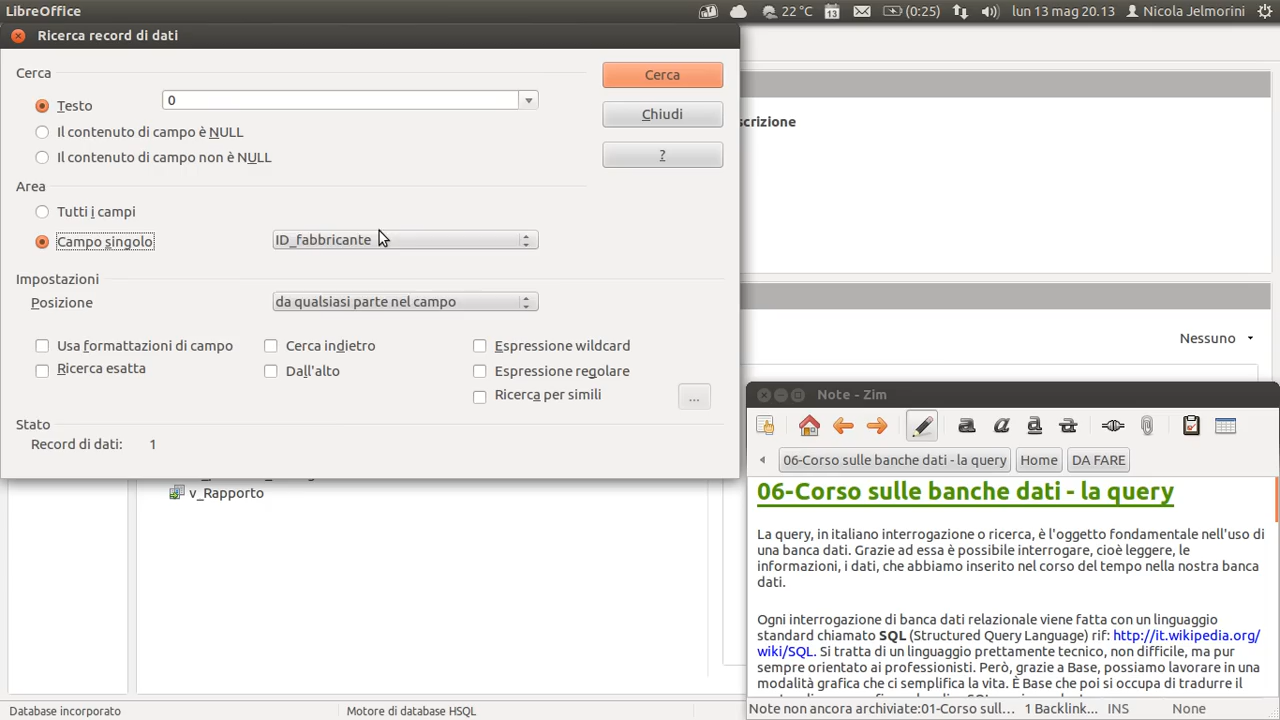 LibreOffice
22 °C
13
(0:25)
lun 13 mag 20.13
Nicola Jelmorini
Ricerca record di dati
Cerca
Cerca
Testo
0
Chiudi
Il contenuto di campo è NULL
Il contenuto di campo non è NULL
?
scrizione
Area
Tutti i campi
Campo singolo
ID_fabbricante
Impostazioni
Posizione
da qualsiasi parte nel campo
Usa formattazioni di campo
Cerca indietro
Espressione wildcard
Nessuno
Ricerca esatta
Dall'alto
Espressione regolare
Ricerca per simili
...
Stato
Record di dati: 1
v_Rapporto
Note - Zim
06-Corso sulle banche dati - la query
Home
DA FARE
06-Corso sulle banche dati - la query
La query, in italiano interrogazione o ricerca, è l'oggetto fondamentale nell'uso di
una banca dati. Grazie ad essa è possibile interrogare, cioè leggere, le
informazioni, i dati, che abbiamo inserito nel corso del tempo nella nostra banca
dati.
Ogni interrogazione di banca dati relazionale viene fatta con un linguaggio
standard chiamato SQL (Structured Query Language) rif: http://it.wikipedia.org/
wiki/SQL. Si tratta di un linguaggio prettamente tecnico, non difficile, ma pur
sempre orientato ai professionisti. Però, grazie a Base, possiamo lavorare in una
modalità grafica che ci semplifica la vita. È Base che poi si occupa di tradurre il
Note non ancora archiviate:01-Corso sull...
1 Backlink...
INS
None
Database incorporato
Motore di database HSQL